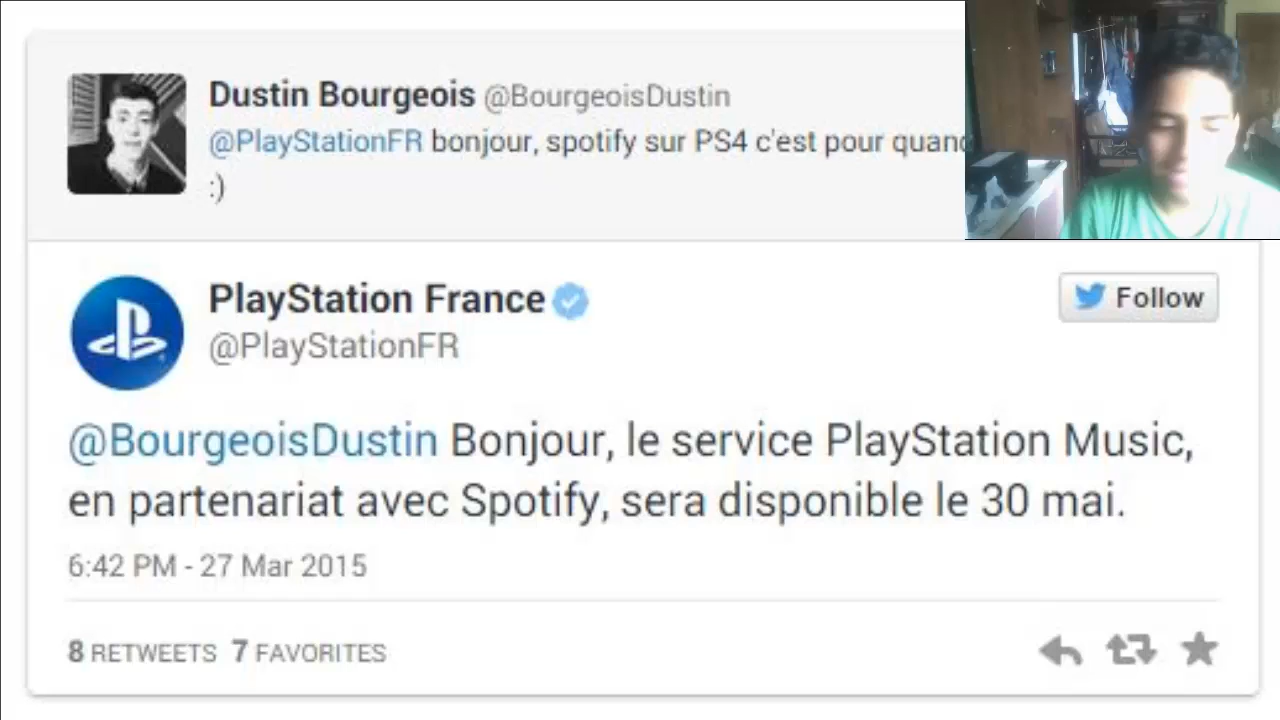 Dustin Bourgeois @BourgeoisDustin
@PlayStationFR bonjour, spotify sur PS4 c'est pour
:)
PlayStation France
@PlayStationFR
Follow
@BourgeoisDustin Bonjour, le service PlayStation Music,
en partenariat avec Spotify, sera disponible le 30 mai.
6:42 PM - 27 Mar 2015
8 RETWEETS 7 FAVORITES